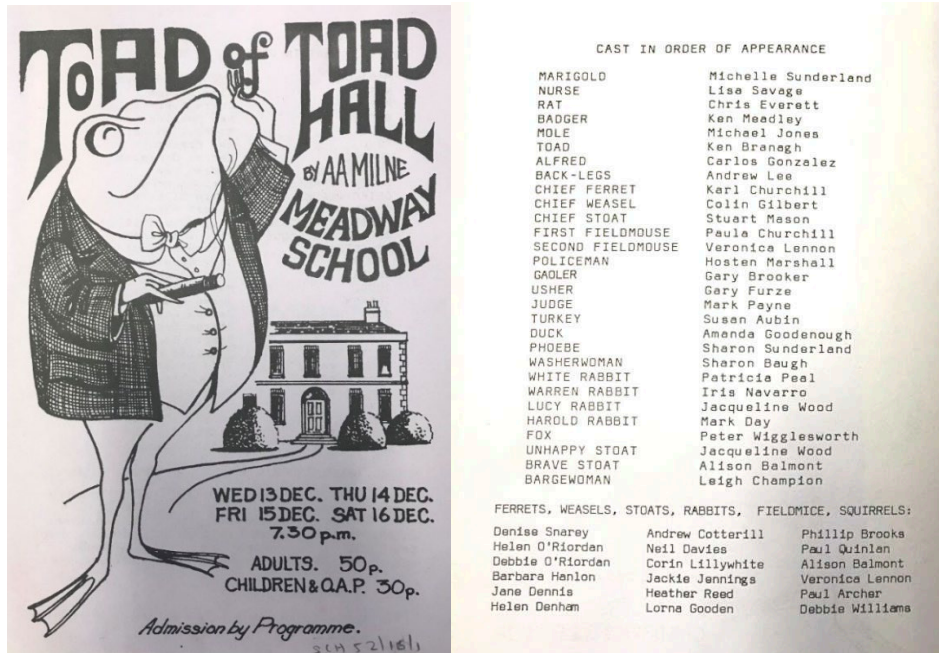 TOAD of TOAD
HALL
BY AA MILNE
MEADWAY
SCHOOL
WED 13 DEC. THU 14 DEC.
FRI 15 DEC. SAT 16 DEC.
7.30 p.m.
ADULTS. 50p.
CHILDREN & O.A.P. 30p.
Admission by Programme.
SCH 52/16/1
CAST IN ORDER OF APPEARANCE
MARIGOLD Michelle Sunderland
NURSE Lisa Savage
RAT Chris Everett
BADGER Ken Meadley
MOLE Michael Jones
TOAD Ken Branagh
ALFRED Carlos Gonzalez
BACK-LEGS Andrew Lee
CHIEF FERRET Karl Churchill
CHIEF WEASEL Colin Gilbert
CHIEF STOAT Stuart Mason
FIRST FIELDMOUSE Paula Churchill
SECOND FIELDMOUSE Veronica Lennon
POLICEMAN Hosten Marshall
GAOLER Gary Brooker
USHER Gary Furze
JUDGE Mark Payne
TURKEY Susan Aubin
DUCK Amanda Goodenough
PHOEBE Sharon Sunderland
WASHERWOMAN Sharon Baugh
WHITE RABBIT Patricia Peal
WARREN RABBIT Iris Navarro
LUCY RABBIT Jacqueline Wood
HAROLD RABBIT Mark Day
FOX Peter Wigglesworth
UNHAPPY STOAT Jacqueline Wood
BRAVE STOAT Alison Balmont
BARGEWOMAN Leigh Champion
FERRETS, WEASELS, STOATS, RABBITS, FIELDMICE, SQUIRRELS:
Denise Snarey Andrew Cotterill Phillip Brooks
Helen O'Riordan Neil Davies Paul Quinlan
Debbie O'Riordan Corin Lillywhite Alison Balmont
Barbara Hanlon Jackie Jennings Veronica Lennon
Jane Dennis Heather Reed Paul Archer
Helen Denham Lorna Gooden Debbie Williams